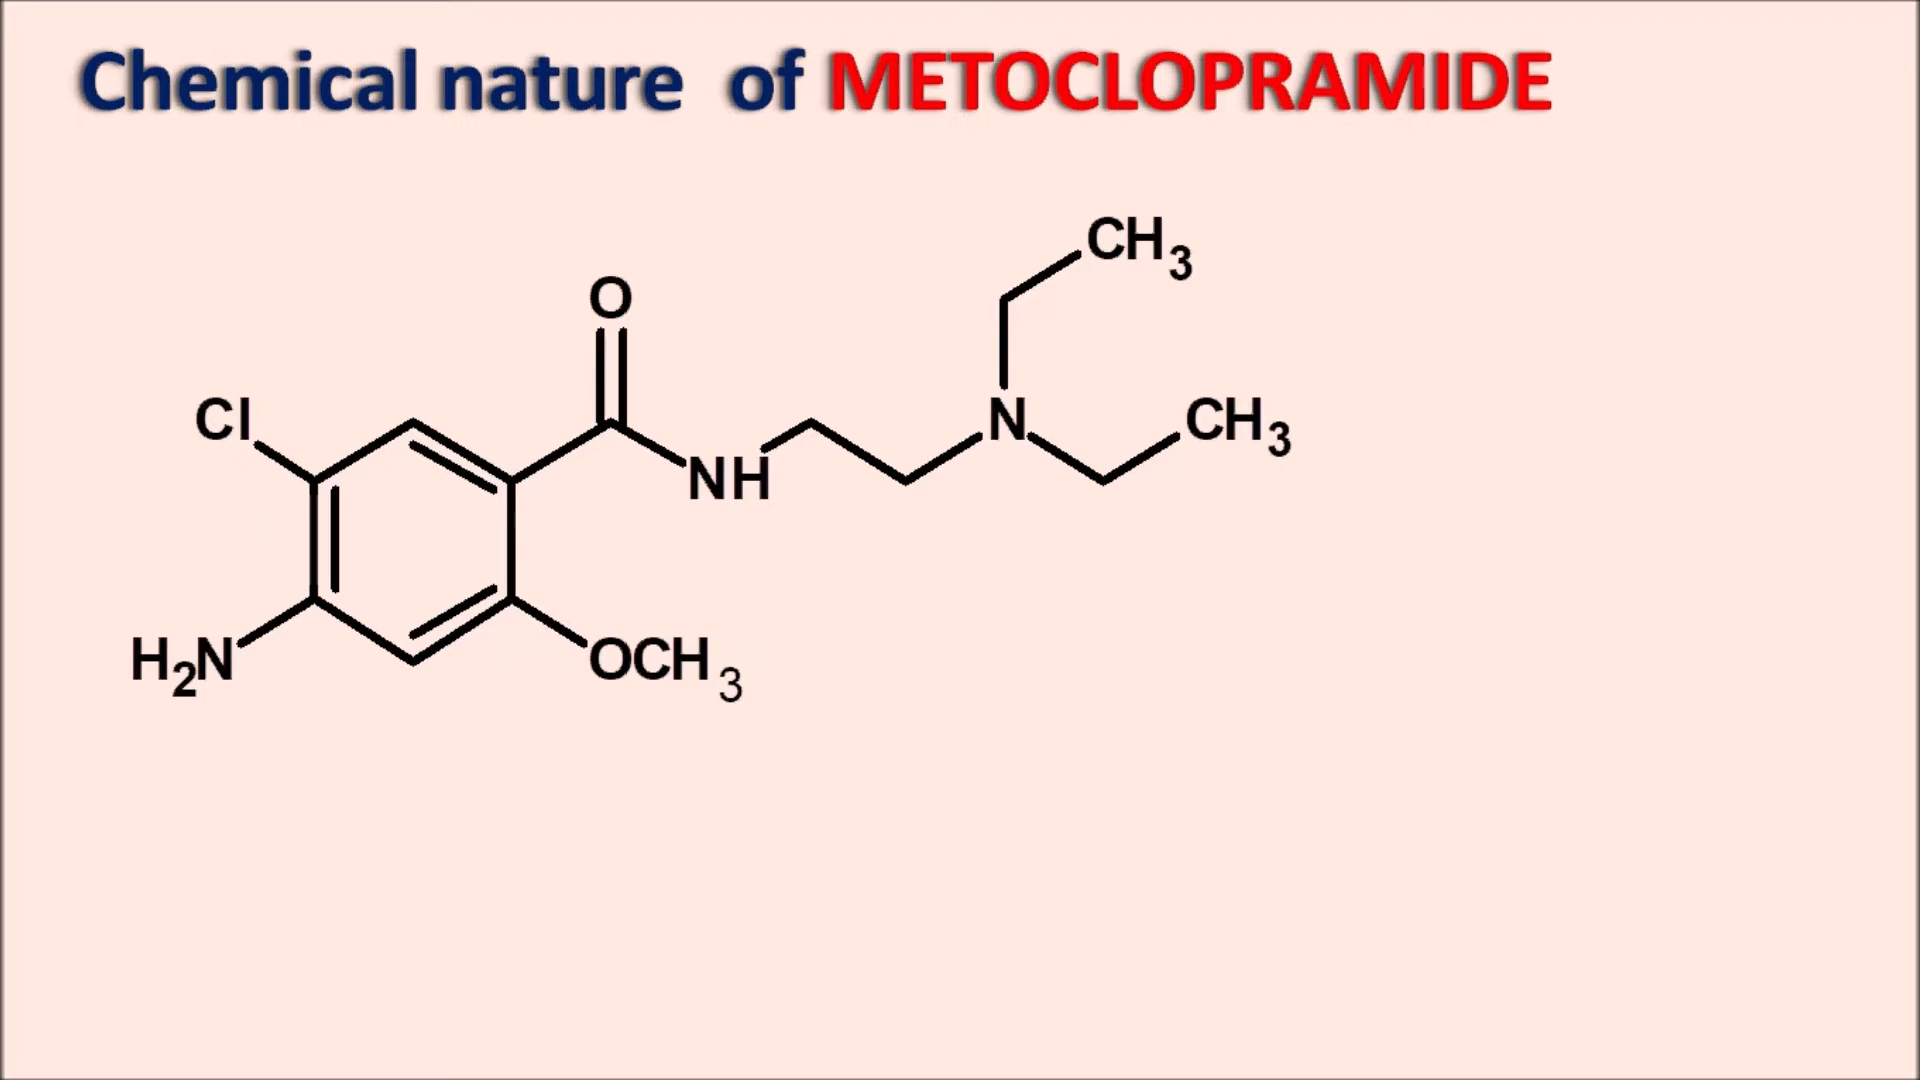 Chemical nature of METOCLOPRAMIDE
CH3
O
Cl
N
CH3
NH
H2N
OCH3